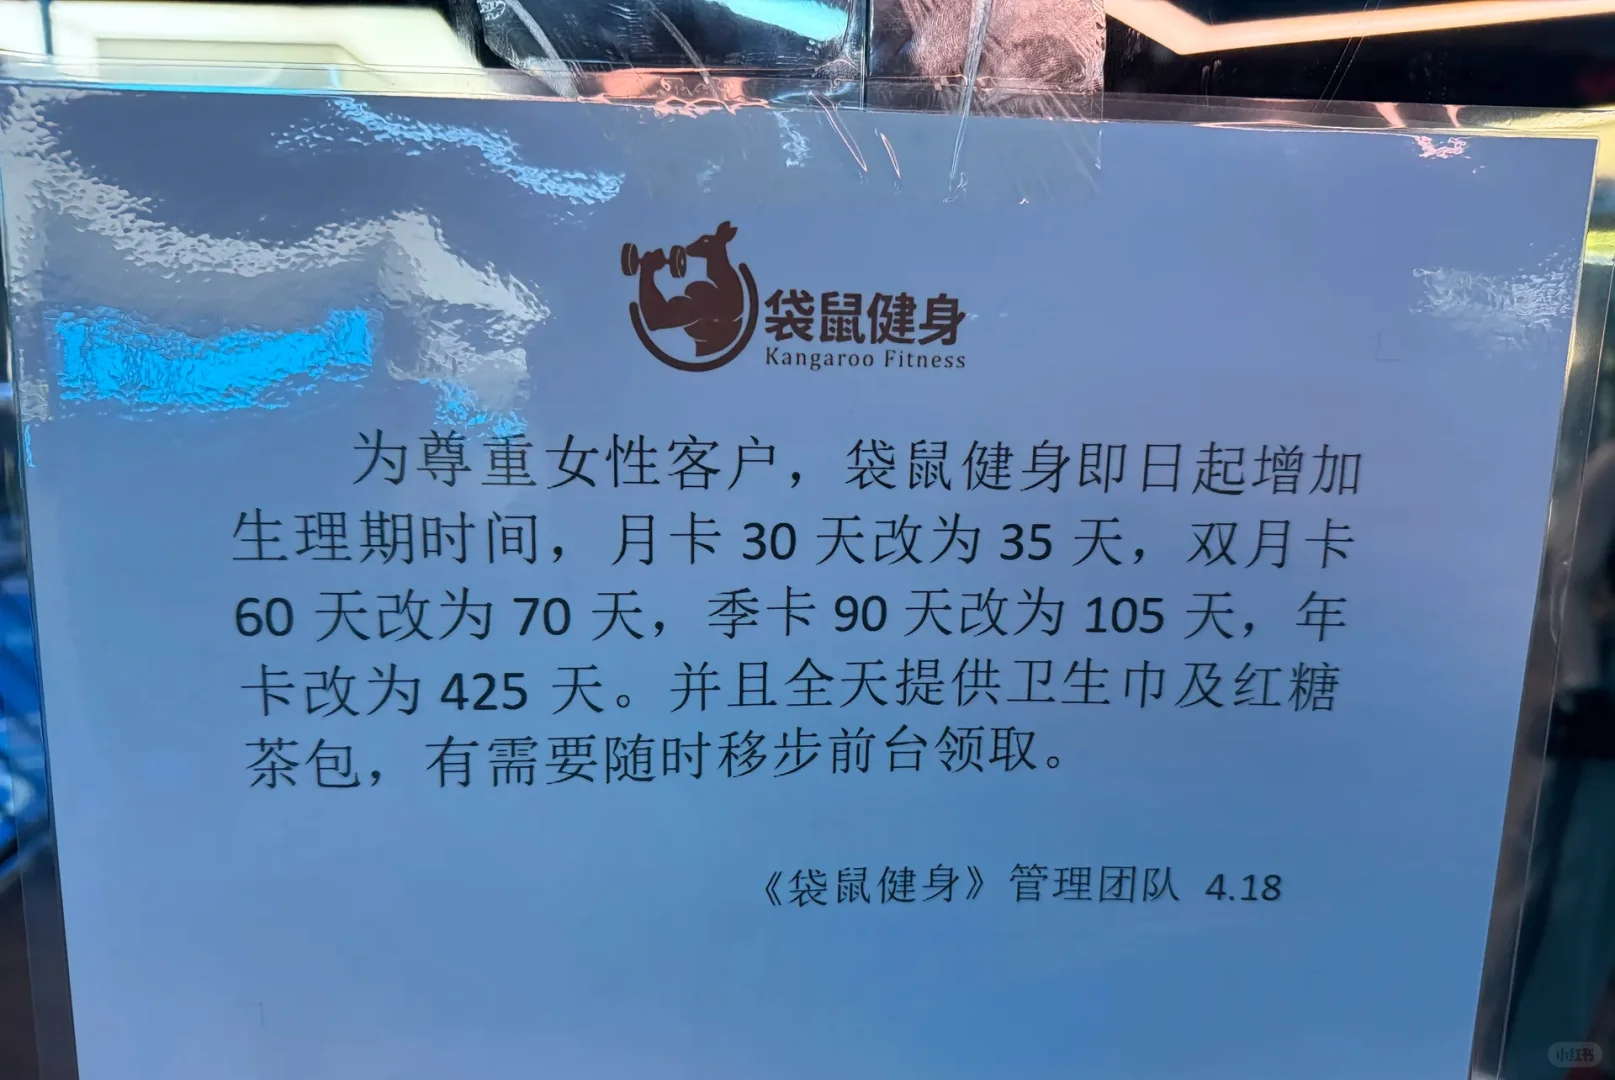 袋鼠健身
Kangaroo Fitness
为尊重女性客户，袋鼠健身即日起增加
生理期时间，月卡 30 天改为 35 天，双月卡
60 天改为 70 天，季卡 90 天改为 105 天，年
卡改为 425 天。并且全天提供卫生巾及红糖
茶包，有需要随时移步前台领取。
《袋鼠健身》管理团队 4.18
小红书